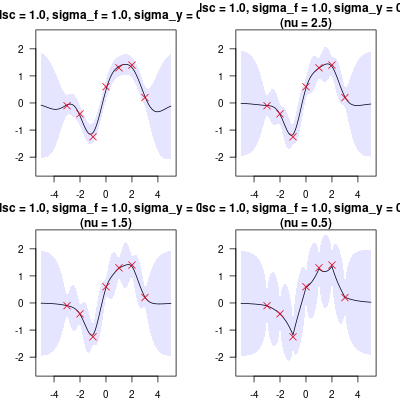 lsc = 1.0, sigma_f = 1.0, sigma_y = 0
lsc = 1.0, sigma_f = 1.0, sigma_y = 0
(nu = 2.5)
2
1
0
-1
-2
-4 -2 0 2 4
2
1
0
-1
-2
-4 -2 0 2 4
lsc = 1.0, sigma_f = 1.0, sigma_y = 0
(nu = 1.5)
lsc = 1.0, sigma_f = 1.0, sigma_y = 0
(nu = 0.5)
2
1
0
-1
-2
-4 -2 0 2 4
2
1
0
-1
-2
-4 -2 0 2 4